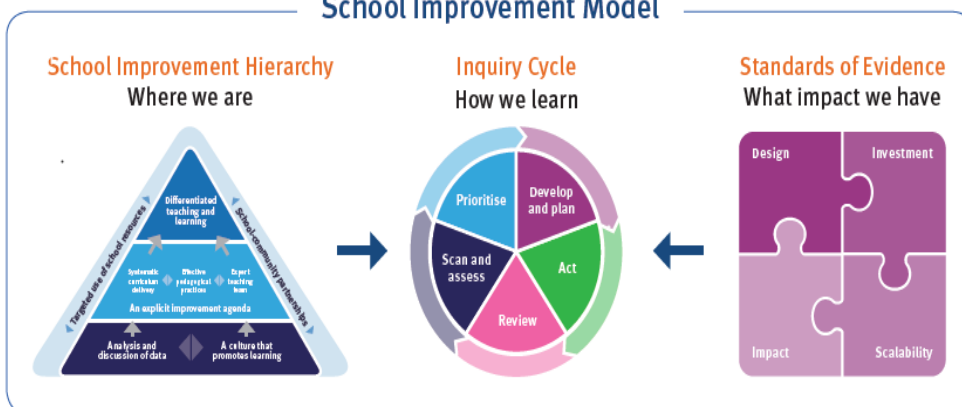 School Improvement Model
School Improvement Hierarchy
Where we are
Differentiated
teaching and
learning
Targeted use of school resources
School-community partnerships
Systematic
curriculum
delivery
Effective
pedagogical
practices
Expert
teaching
team
An explicit improvement agenda
Analysis and
discussion of data
A culture that
promotes learning
Inquiry Cycle
How we learn
Prioritise
Develop
and plan
Scan and
assess
Act
Review
Standards of Evidence
What impact we have
Design
Investment
Impact
Scalability